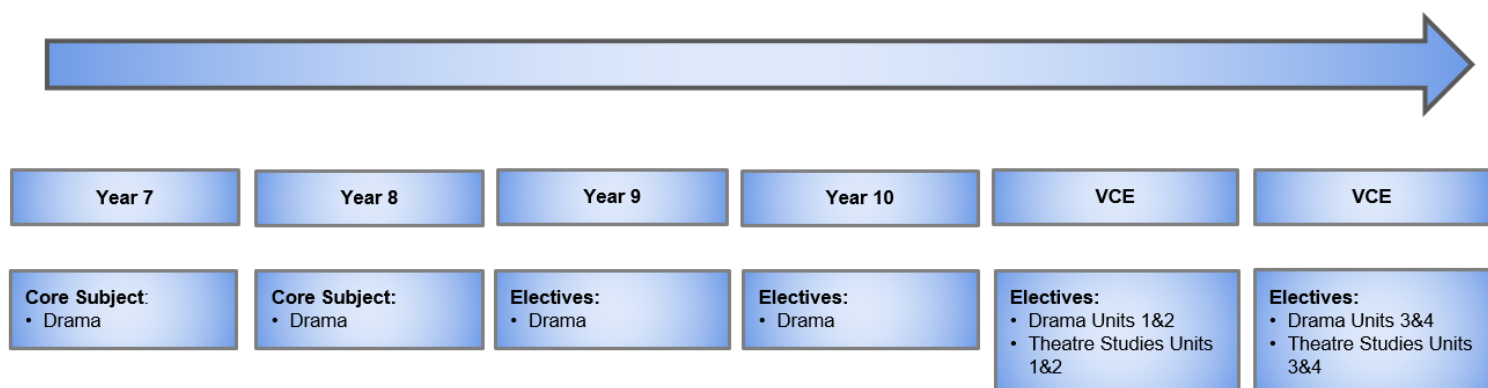 Year 7
Year 8
Year 9
Year 10
VCE
VCE
Core Subject:
• Drama
Core Subject:
• Drama
Electives:
• Drama
Electives:
• Drama
Electives:
• Drama Units 1&2
• Theatre Studies Units
1&2
Electives:
• Drama Units 3&4
• Theatre Studies Units
3&4